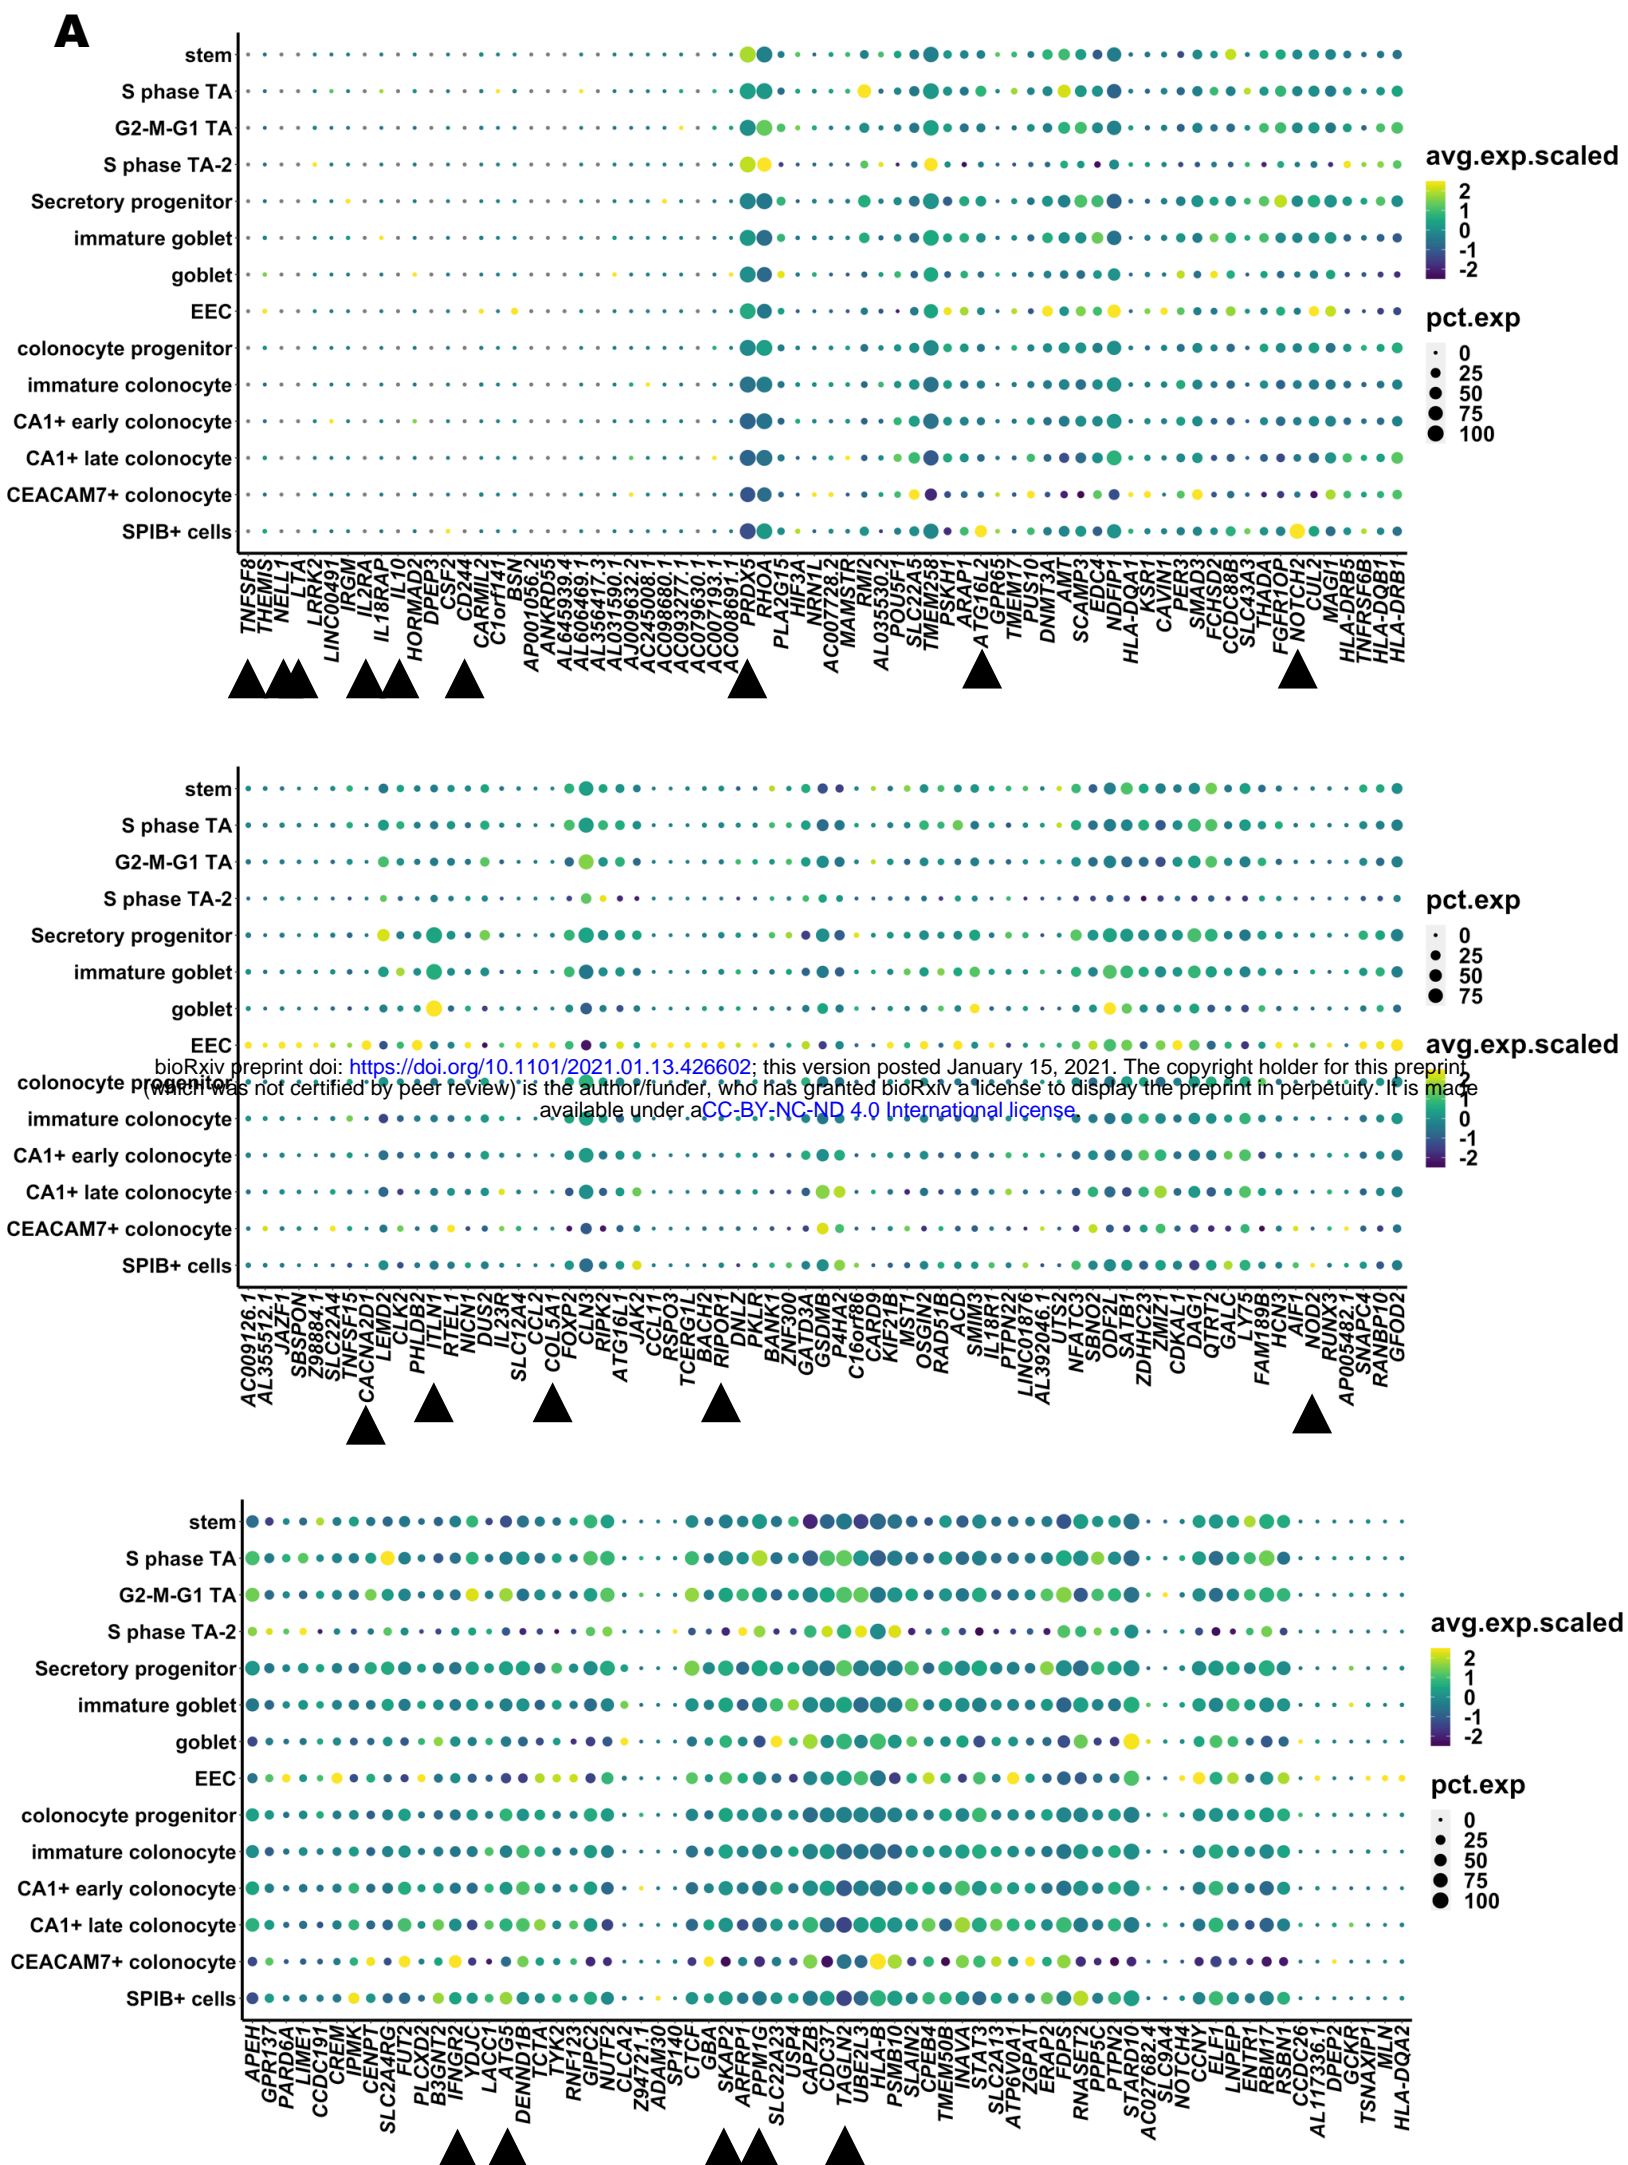 A
stem
S phase TA
G2-M-G1 TA
S phase TA-2
Secretory progenitor
immature goblet
goblet
EEC
colonocyte progenitor
immature colonocyte
CA1+ early colonocyte
CA1+ late colonocyte
CEACAM7+ colonocyte
SPIB+ cells
TNFSF8 THEMIS NELL1 LTA LRRK2 LINC00491 IRGM IL2RA IL18RAP IL10 HORMAD2 DPEP3 CSF2 CD244 CARMIL2 C1orf141 BSN AP001056.2 ANKRD55 AL645939.4 AL606469.1 AL356417.3 AL031590.1 AJ009632.2 AC245008.1 AC098680.1 AC093277.1 AC079630.1 AC007193.1 AC008691.1 PRDX5 RHOA PLA2G15 HIF3A NRN1L AC007728.2 MAMSTR RMI2 AL035530.2 POU5F1 SLC22A5 TMEM258 PSKH1 ARAP1 ATG16L2 GPR65 TMEM17 PUS10 DNMT3A AMT SCAMP3 EDC4 NDFIP1 HLA-DQA1 KSR1 CAVIN1 PER3 SMAD3 FCHSD2 CCDC88B SLC43A3 THADA FGFR1OP NOTCH2 CUL2 MAGI1 HLA-DRB5 TNFRSF6B HLA-DQB1 HLA-DRB1
avg.exp.scaled
2
1
0
-1
-2
pct.exp
0
25
50
75
100
stem
S phase TA
G2-M-G1 TA
S phase TA-2
Secretory progenitor
immature goblet
goblet
EEC
colonocyte progenitor
immature colonocyte
CA1+ early colonocyte
CA1+ late colonocyte
CEACAM7+ colonocyte
SPIB+ cells
bioRxiv preprint doi: https://doi.org/10.1101/2021.01.13.426602; this version posted January 15, 2021. The copyright holder for this preprint
(which was not certified by peer review) is the author/funder, who has granted bioRxiv a license to display the preprint in perpetuity. It is made
available under aCC-BY-NC-ND 4.0 International license.
AC009126.1 AL355512.1 JAZF1 SBSPON Z98884.1 SLC22A4 TNFSF15 CACNA2D1 LEMD2 CLK2 PHLDB2 ITLN1 RTEL1 NICN1 DUS2 IL23R SLC12A4 CCL2 COL5A1 FOXP2 CLN3 RIPK2 ATG16L1 JAK2 CCL11 RSPO3 TCERG1L BACH2 RIPOR1 DNLZ PKLR BANK1 ZNF300 GATD3A GSDMB P4HA2 C16orf86 CARD9 KIF21B MST1 OSGIN2 RAD51B ACD SMIM3 IL18R1 PTPN22 LINC01876 AL392046.1 UTS2 NFATC3 SBNO2 ODF2L SATB1 ZDHHC23 ZMIZ1 CDKAL1 DAG1 QTRT2 GALC LY75 FAM189B HCN3 AIF1 NOD2 RUNX3 AP005482.1 SNAPC4 RANBP10 GFOD2
pct.exp
0
25
50
75
avg.exp.scaled
2
1
0
-1
-2
stem
S phase TA
G2-M-G1 TA
S phase TA-2
Secretory progenitor
immature goblet
goblet
EEC
colonocyte progenitor
immature colonocyte
CA1+ early colonocyte
CA1+ late colonocyte
CEACAM7+ colonocyte
SPIB+ cells
APEH GPR137 PARD6A LIME1 CCDC191 CREM IPMK CENPT SLC2A4RG FUT2 PLCXD2 B3GNT2 IFNGR2 YDJC LACC1 ATG5 DENND1B TCTA TYK2 RNF123 GIPC2 NUTF2 CLCA2 Z94721.1 ADAM30 SP140 CTCF GBA SKAP2 ARFRP1 PPM1G SLC22A23 USP4 CAPZB CDC37 TAGLN2 UBE2L3 HLA-B PSMB10 SLAIN2 CPEB4 TMEM50B INAVA STAT3 SLC2A13 ATP6V0A1 ZGPAT ERAP2 FDPS RNASET2 PPP5C PTPN2 STARD10 AC027682.4 SLC9A4 NOTCH4 CCNY ELF1 LNPEP ENTR1 RBM17 RSBN1 CCDC26 AL117336.1 DPEP2 GCKR TSNAXIP1 MLN HLA-DQA2
avg.exp.scaled
2
1
0
-1
-2
pct.exp
0
25
50
75
100